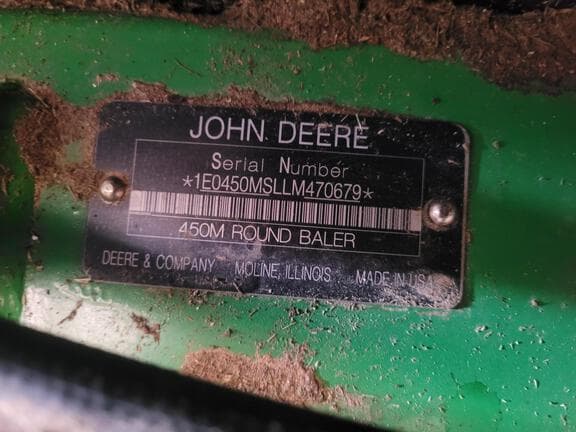 JOHN DEERE
Serial Number
*1E0450MSLLM470679*
450M ROUND BALER
DEERE & COMPANY MOLINE, ILLINOIS MADE IN USA